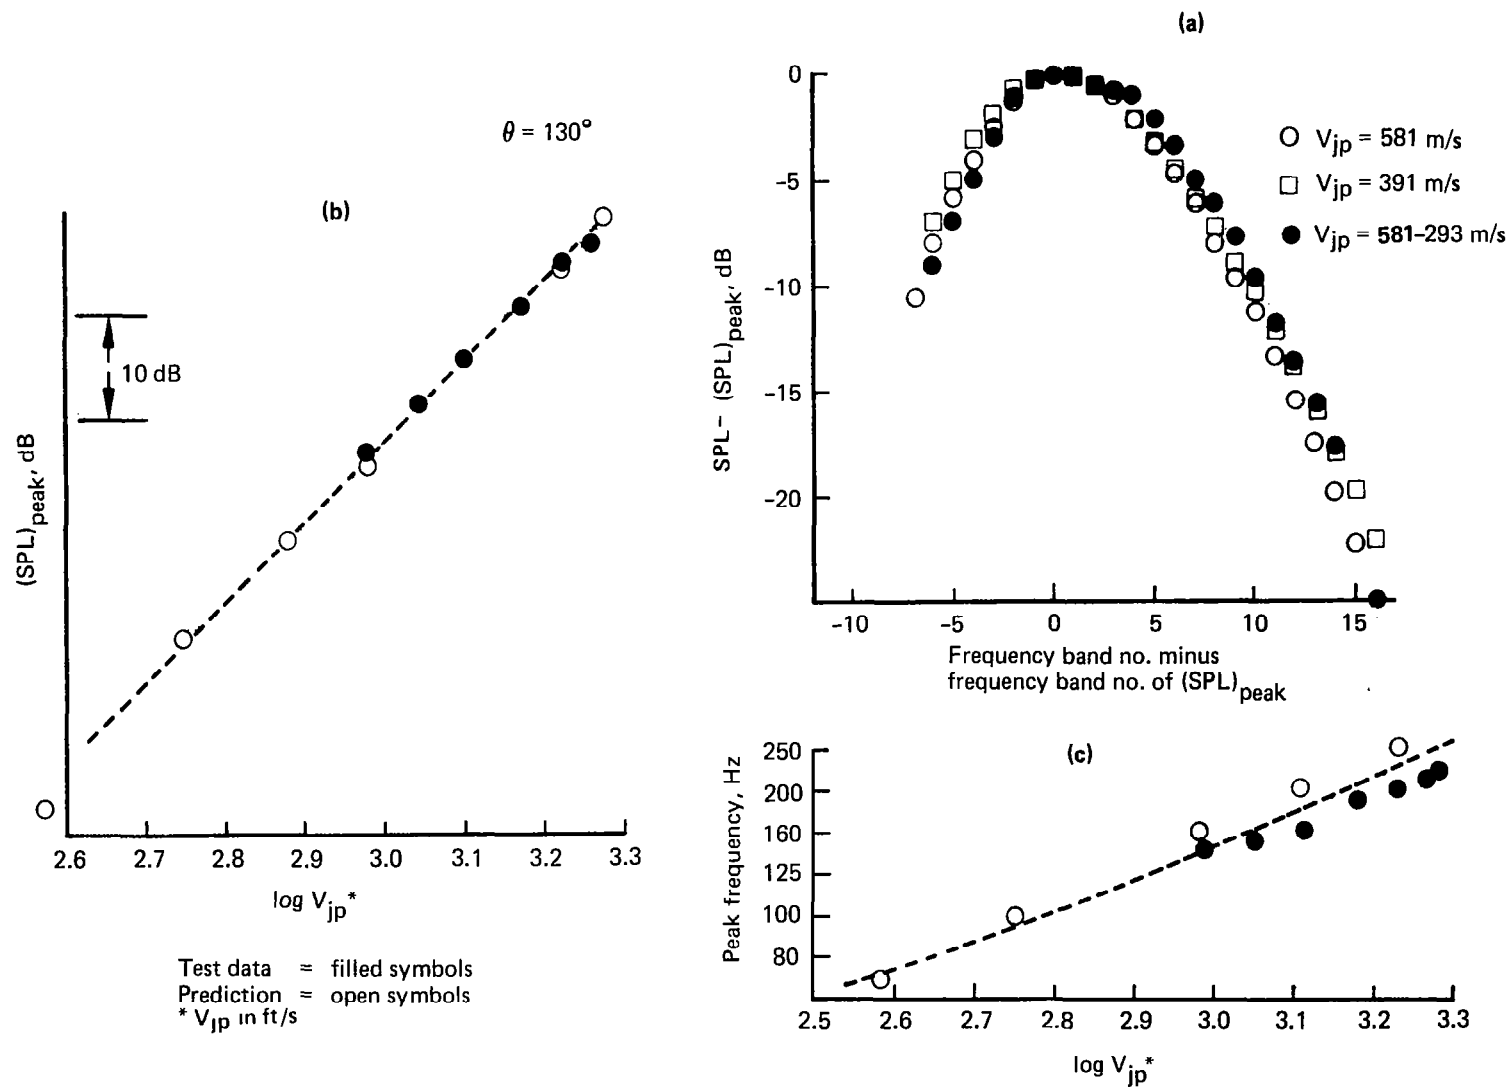 (a)
0
-5
-10
-15
-20
SPL– (SPL)peak, dB
-10 -5 0 5 10 15
Frequency band no. minus
frequency band no. of (SPL)peak
Vjp = 581 m/s
Vjp = 391 m/s
Vjp = 581–293 m/s
θ = 130°
(b)
10 dB
(SPL)peak, dB
2.6 2.7 2.8 2.9 3.0 3.1 3.2 3.3
log Vjp*
Test data = filled symbols
Prediction = open symbols
* Vjp in ft/s
(c)
250
200
160
125
100
80
Peak frequency, Hz
2.5 2.6 2.7 2.8 2.9 3.0 3.1 3.2 3.3
log Vjp*